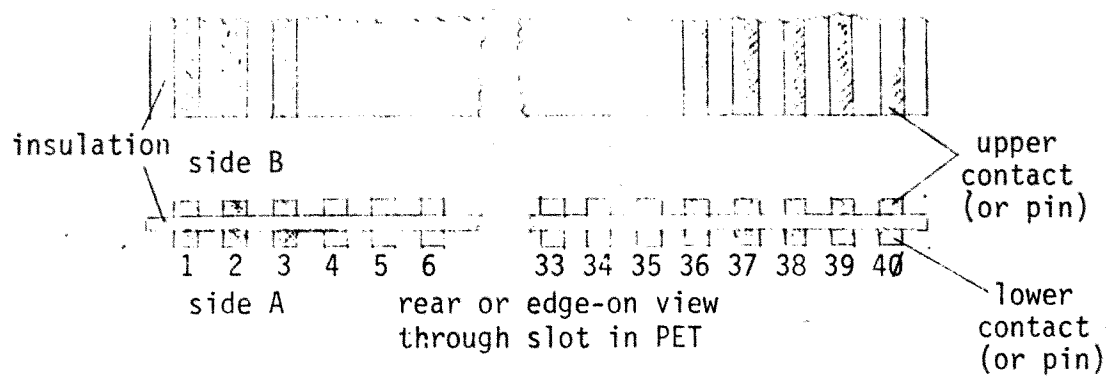 insulation
side B
upper
contact
(or pin)
1 2 3 4 5 6 33 34 35 36 37 38 39 40
side A
rear or edge-on view
through slot in PET
lower
contact
(or pin)